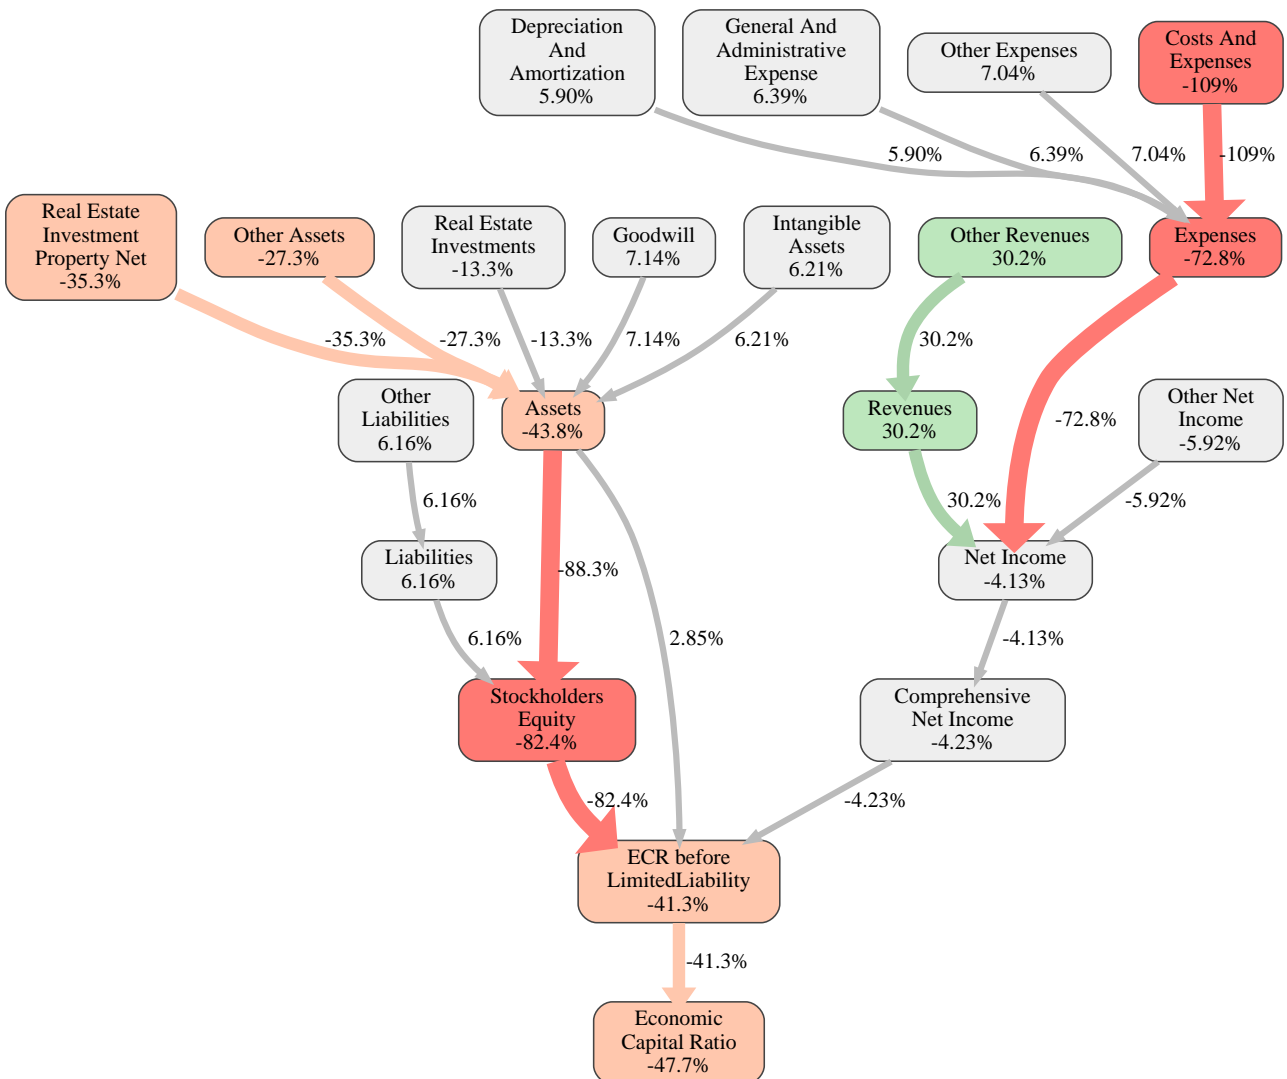 Depreciation
And
Amortization
5.90%
General And
Administrative
Expense
6.39%
Other Expenses
7.04%
Costs And
Expenses
-109%
5.90%
6.39%
7.04%
-109%
Real Estate
Investment
Property Net
-35.3%
Other Assets
-27.3%
Real Estate
Investments
-13.3%
Goodwill
7.14%
Intangible
Assets
6.21%
Other Revenues
30.2%
Expenses
-72.8%
-35.3%
-27.3%
-13.3%
7.14%
6.21%
30.2%
-72.8%
Other
Liabilities
6.16%
Assets
-43.8%
Revenues
30.2%
Other Net
Income
-5.92%
6.16%
-88.3%
30.2%
-5.92%
Liabilities
6.16%
Net Income
-4.13%
6.16%
2.85%
-4.13%
Stockholders
Equity
-82.4%
Comprehensive
Net Income
-4.23%
-82.4%
-4.23%
ECR before
LimitedLiability
-41.3%
-41.3%
Economic
Capital Ratio
-47.7%